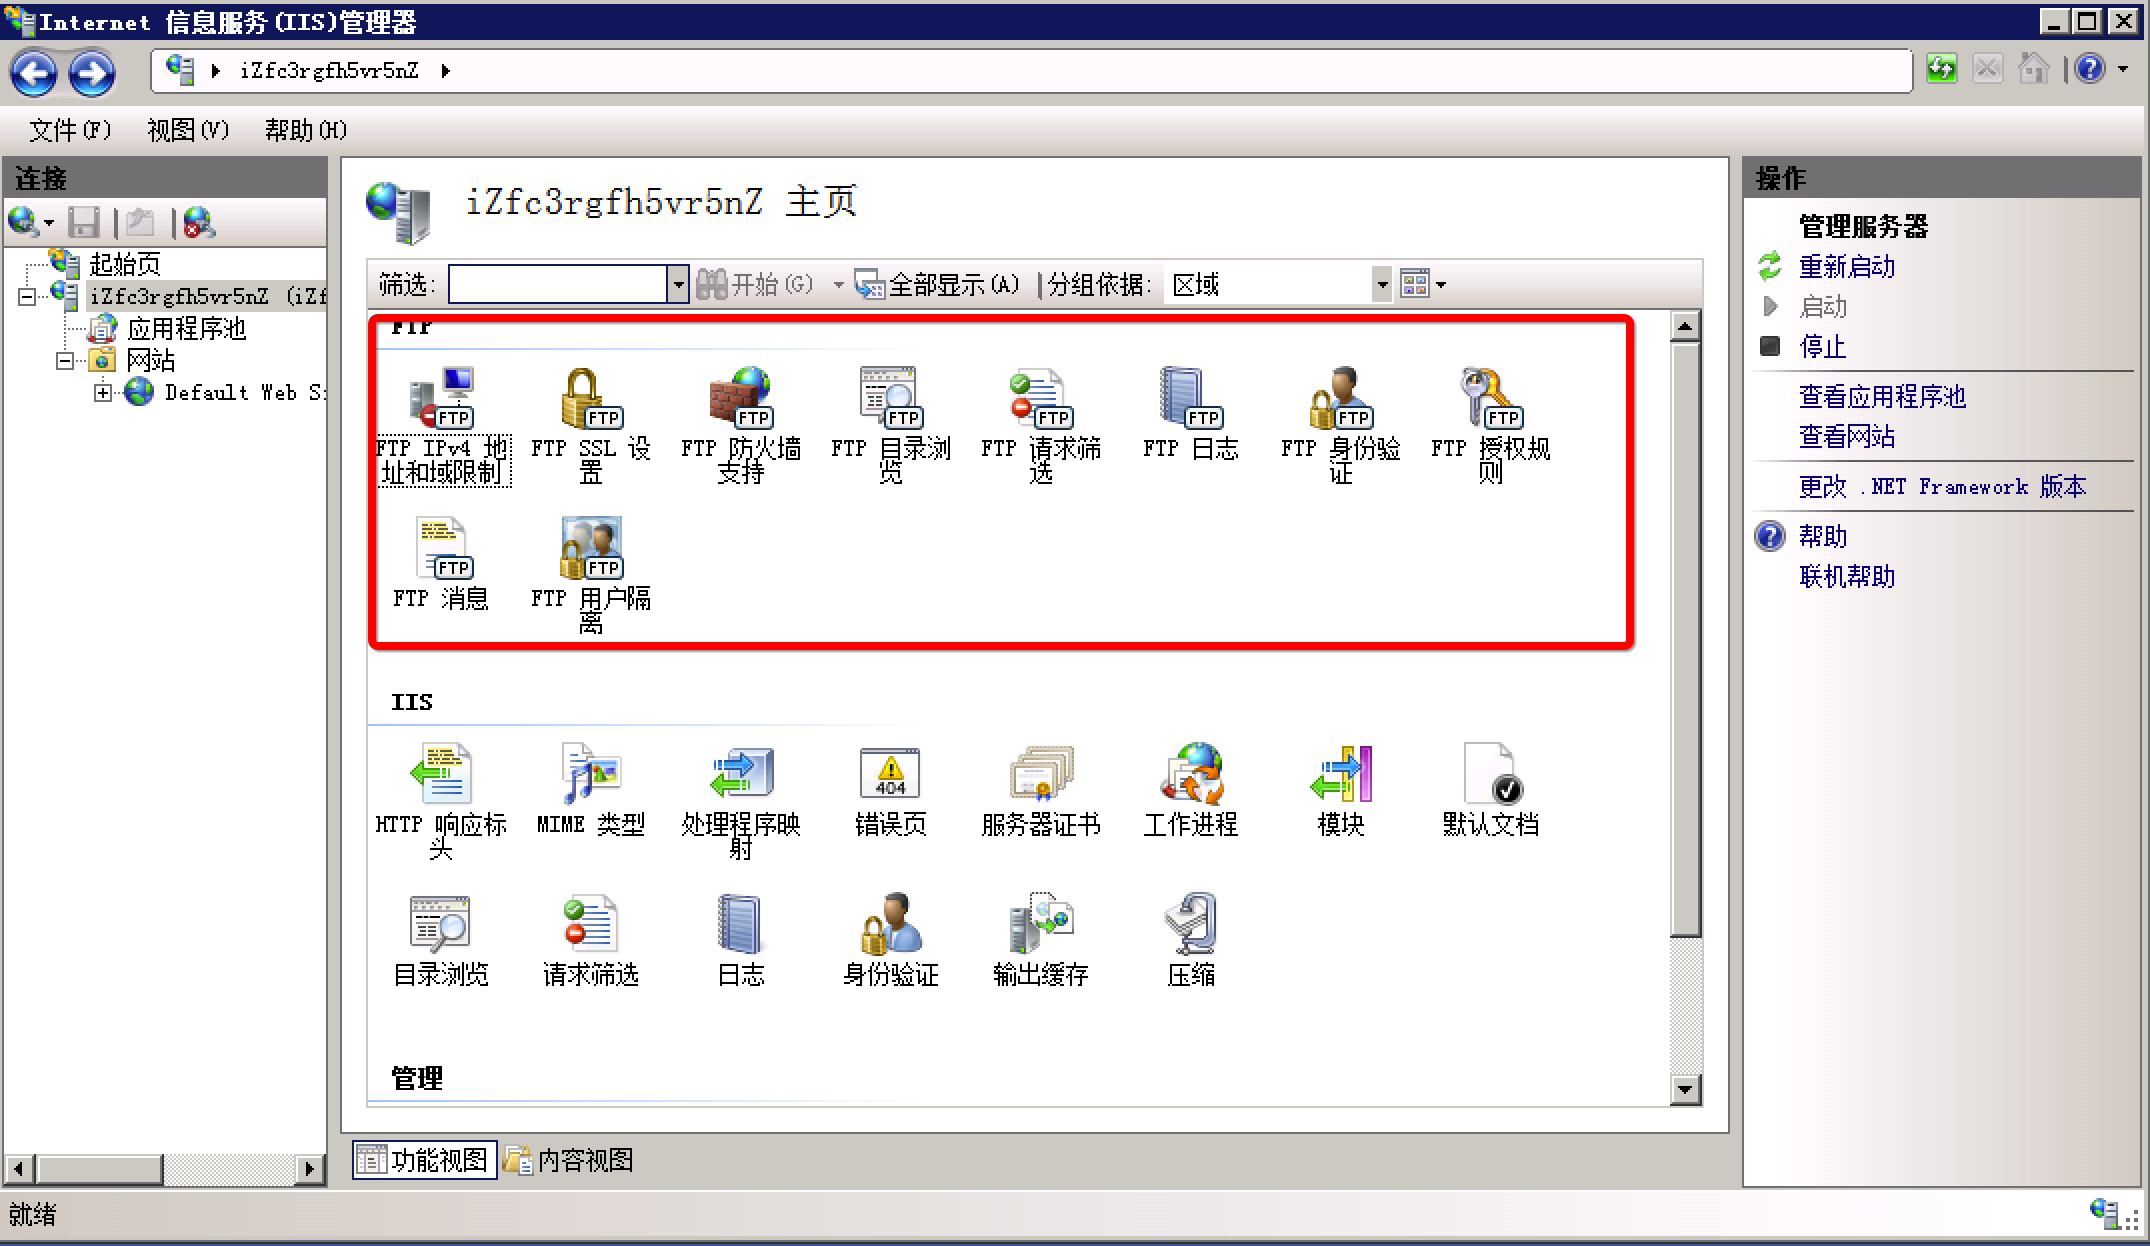 Internet 信息服务(IIS)管理器
iZfc3rgfh5vr5nZ
文件(F) 视图(V) 帮助(H)
连接
起始页
iZfc3rgfh5vr5nZ (iZf
应用程序池
网站
Default Web S
iZfc3rgfh5vr5nZ 主页
筛选: 开始(G) 全部显示(A) 分组依据: 区域
FTP
FTP IPv4 地
址和域限制
FTP SSL 设
置
FTP 防火墙
支持
FTP 目录浏
览
FTP 请求筛
选
FTP 日志
FTP 身份验
证
FTP 授权规
则
FTP 消息
FTP 用户隔
离
FTP
FTP
FTP
FTP
FTP
FTP
FTP
FTP
FTP
FTP
IIS
HTTP 响应标
头
MIME 类型
处理程序映
射
404
错误页
服务器证书
工作进程
模块
默认文档
目录浏览
请求筛选
日志
身份验证
输出缓存
压缩
管理
功能视图 内容视图
操作
管理服务器
重新启动
启动
停止
查看应用程序池
查看网站
更改 .NET Framework 版本
帮助
联机帮助
就绪